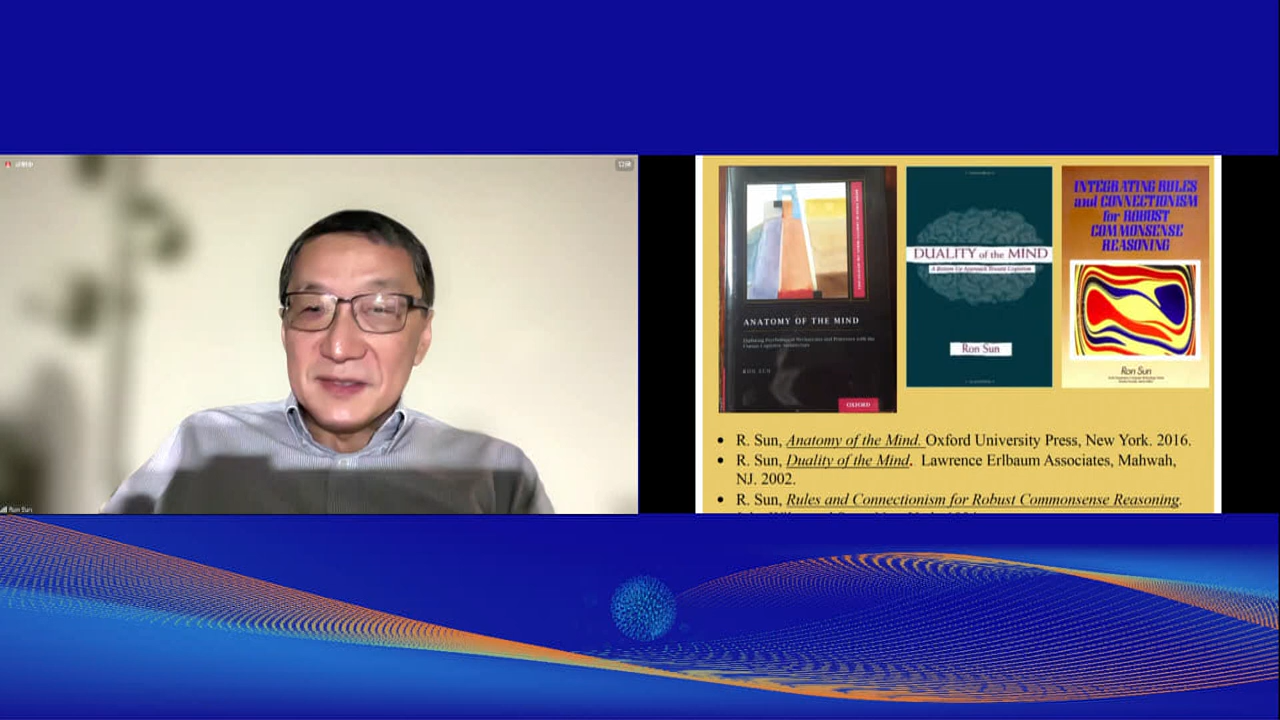 Ron Sun
ANATOMY OF THE MIND
RON SUN
OXFORD
DUALITY of the MIND
A Bottom Up Approach Toward Cognition
Ron Sun
INTEGRATING RULES
and CONNECTIONISM
for ROBUST
COMMONSENSE
REASONING
Ron Sun
• R. Sun, Anatomy of the Mind. Oxford University Press, New York. 2016.
• R. Sun, Duality of the Mind. Lawrence Erlbaum Associates, Mahwah,
NJ. 2002.
• R. Sun, Rules and Connectionism for Robust Commonsense Reasoning.